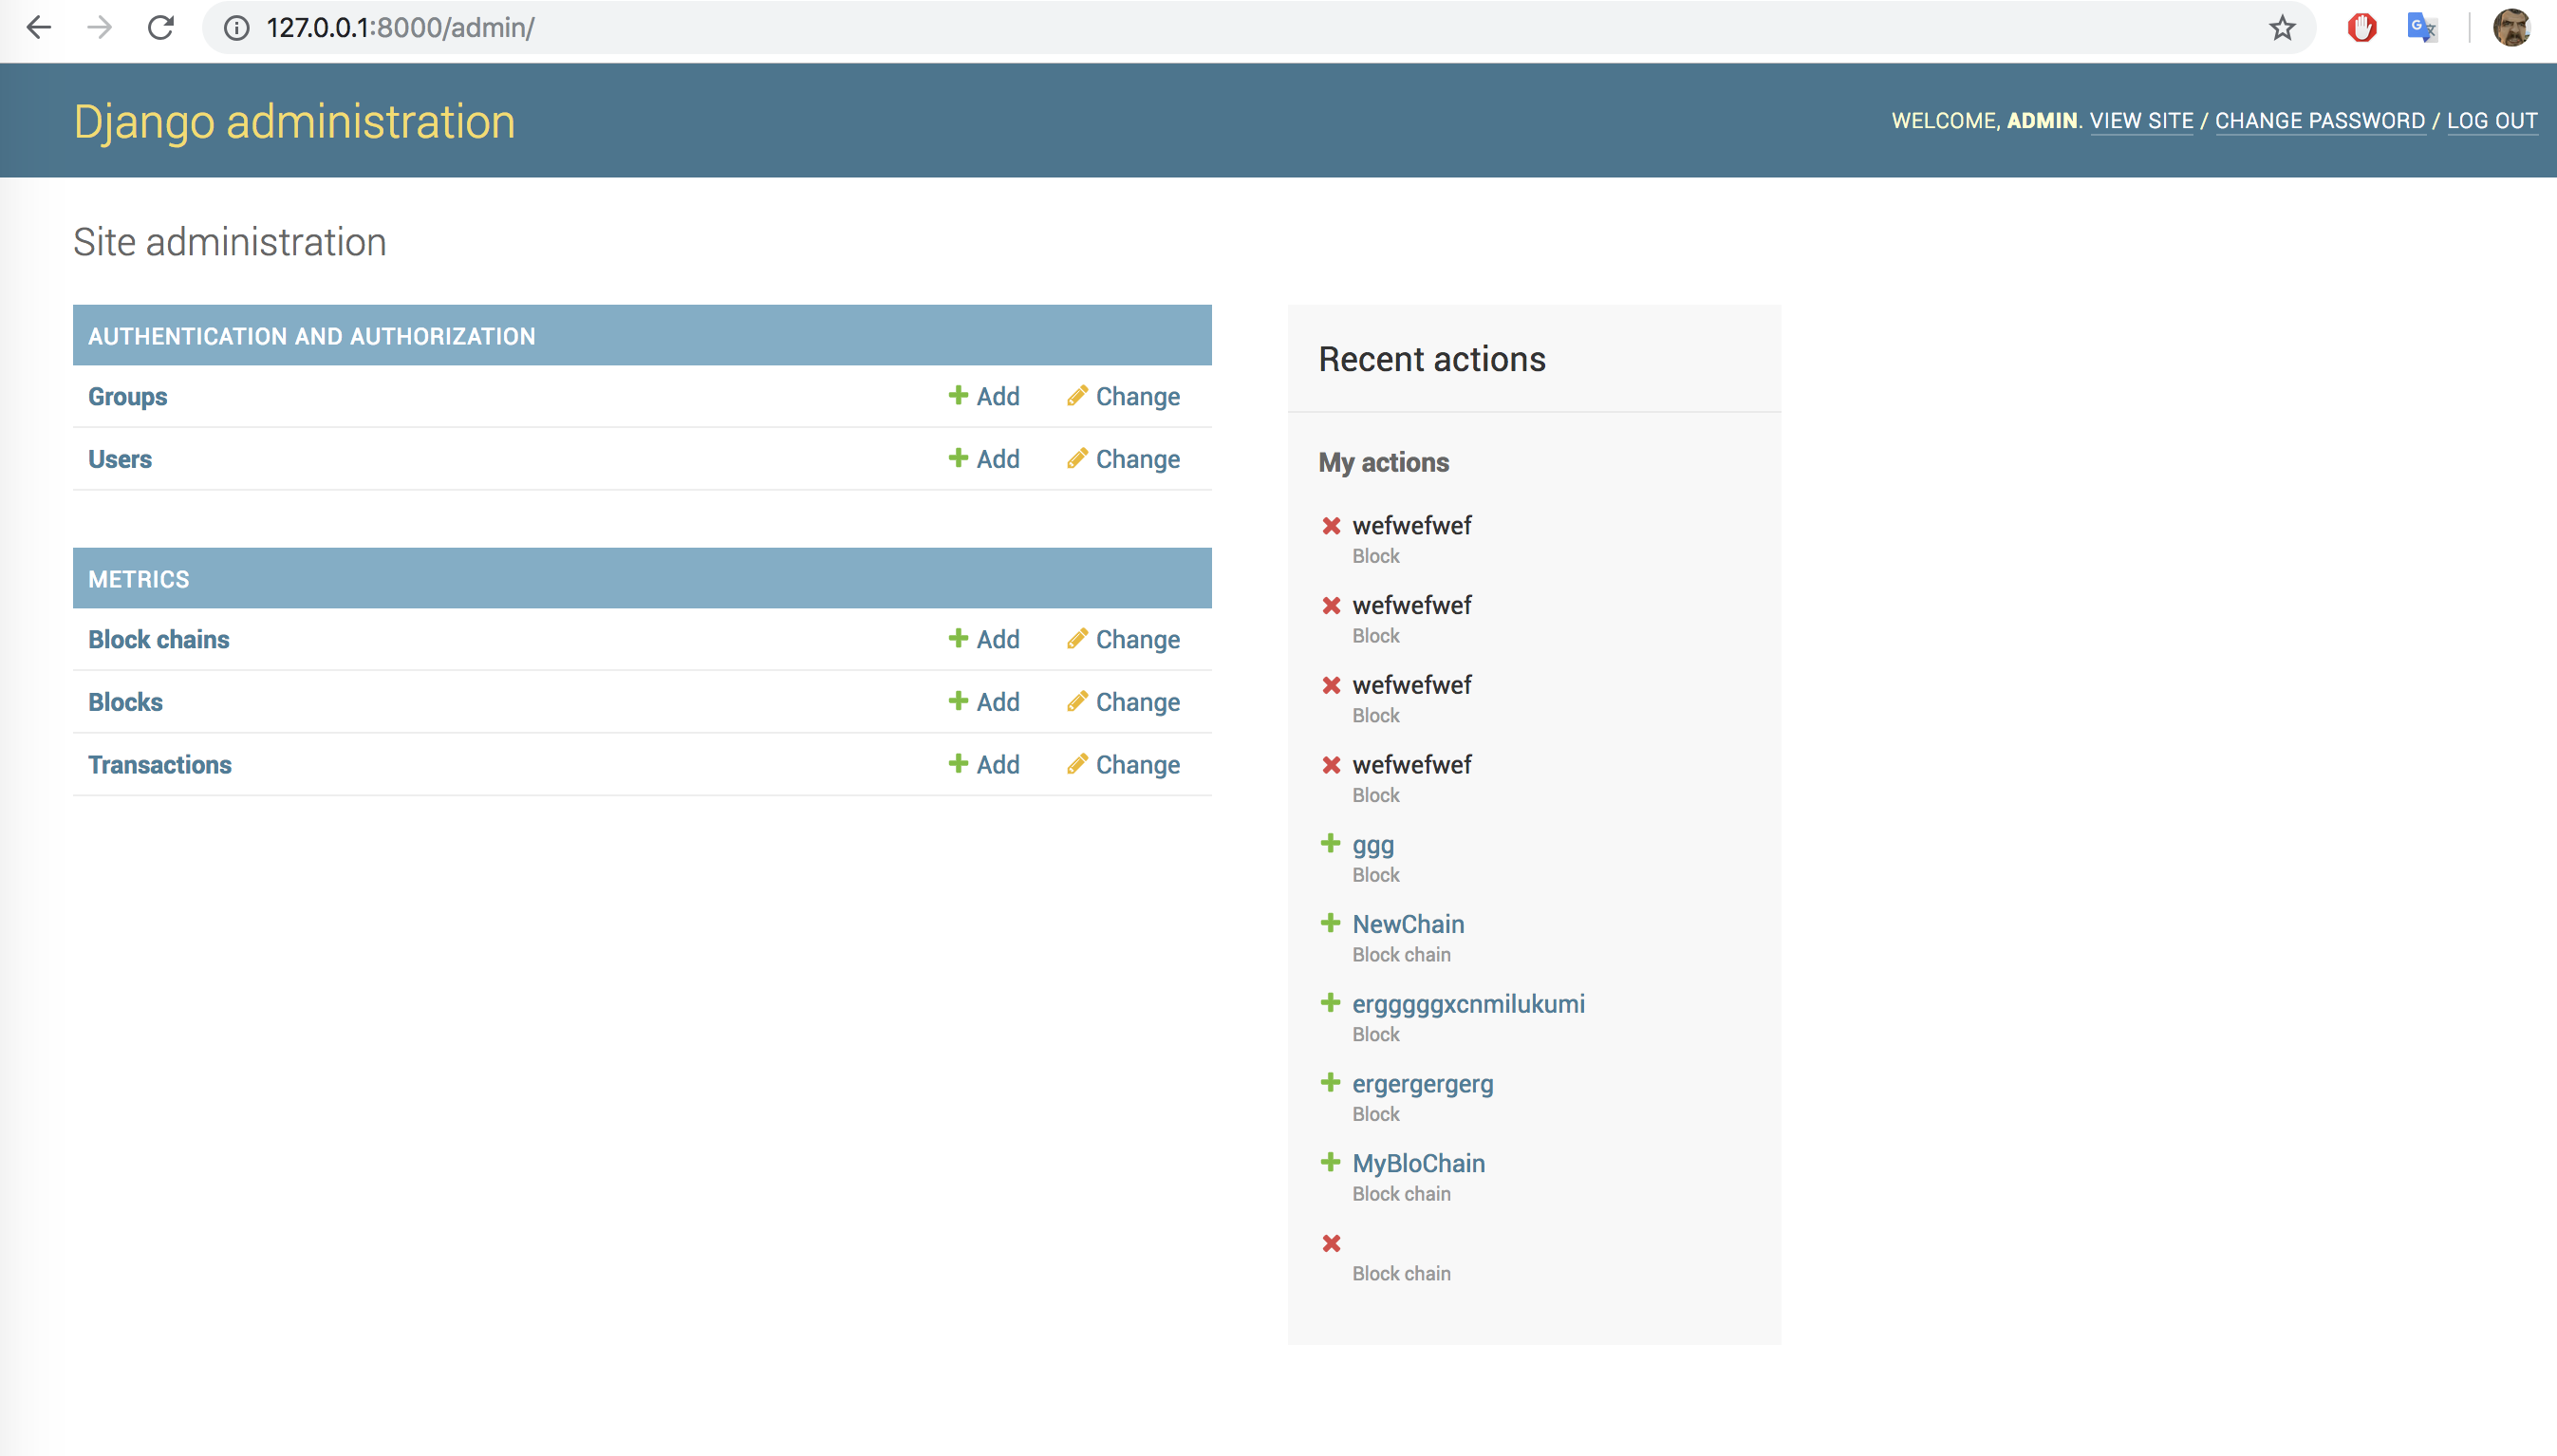 127.0.0.1:8000/admin/
Django administration
WELCOME, ADMIN. VIEW SITE / CHANGE PASSWORD / LOG OUT
Site administration
AUTHENTICATION AND AUTHORIZATION
Groups Add Change
Users Add Change
METRICS
Block chains Add Change
Blocks Add Change
Transactions Add Change
Recent actions
My actions
wefwefwef
Block
wefwefwef
Block
wefwefwef
Block
wefwefwef
Block
ggg
Block
NewChain
Block chain
ergggggxcnmilukumi
Block
ergergergerg
Block
MyBloChain
Block chain
Block chain